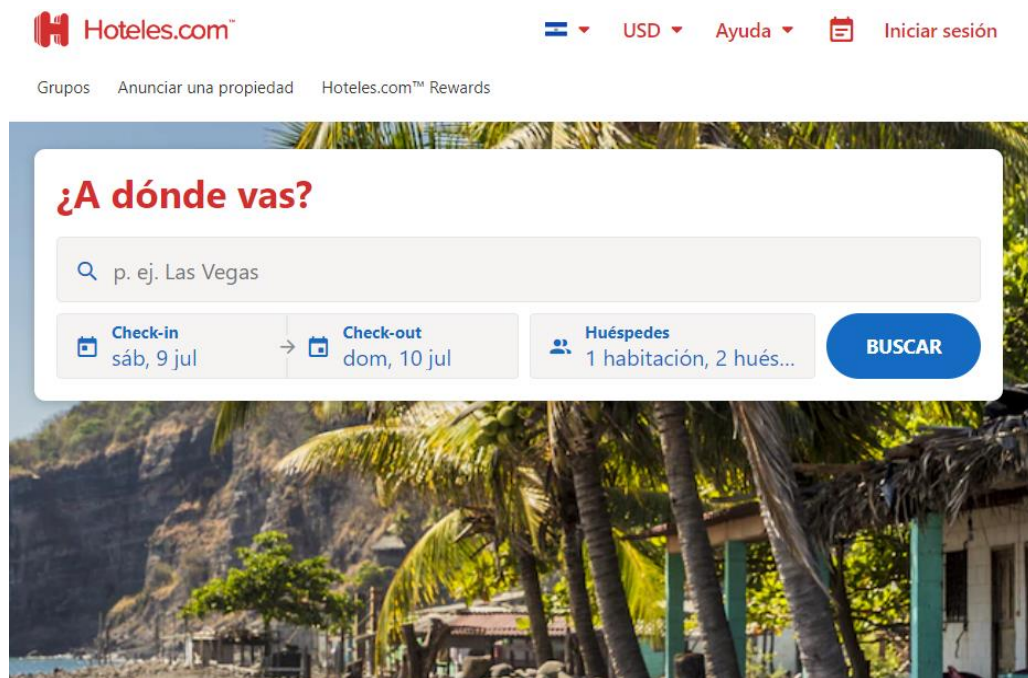 Hoteles.com™
USD
Ayuda
Iniciar sesión
Grupos
Anunciar una propiedad
Hoteles.com™ Rewards
¿A dónde vas?
p. ej. Las Vegas
Check-in
sáb, 9 jul
Check-out
dom, 10 jul
Huéspedes
1 habitación, 2 hués...
BUSCAR